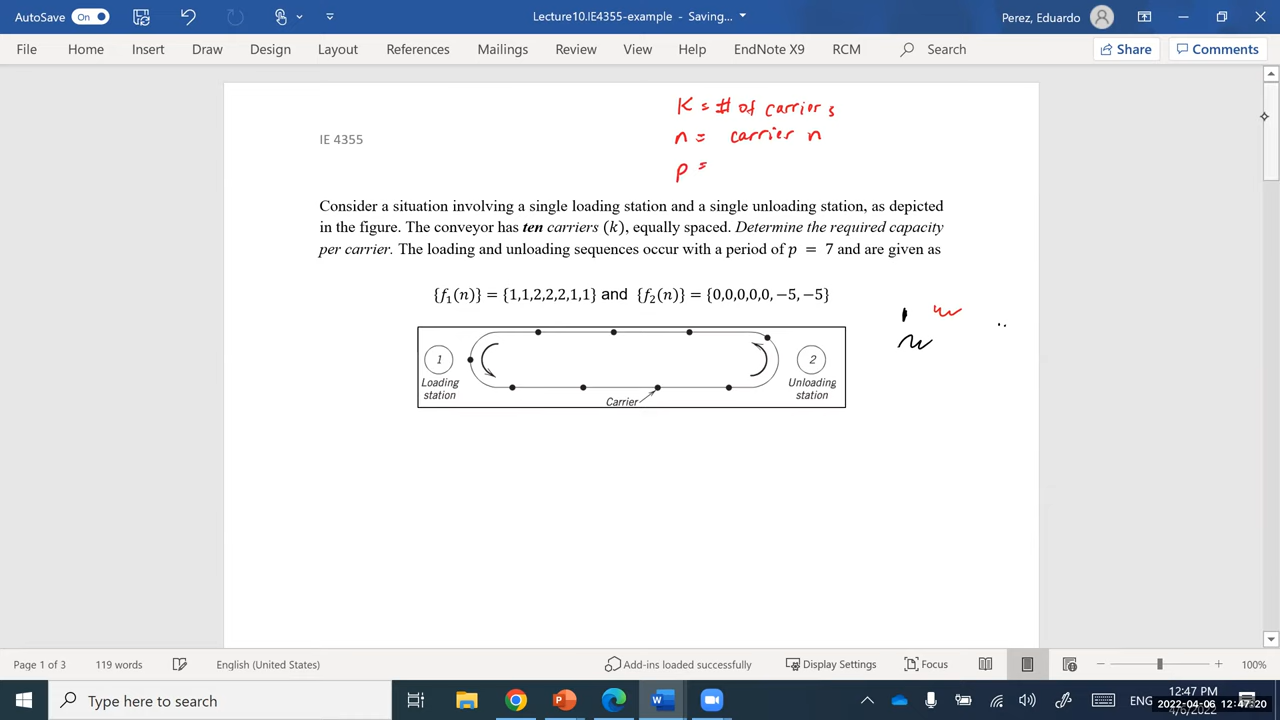 AutoSave On Lecture10.IE4355-example - Saving... Perez, Eduardo
File Home Insert Draw Design Layout References Mailings Review View Help EndNote X9 RCM Search Share Comments
K = # of carriers
n = carrier n
p =
IE 4355
Consider a situation involving a single loading station and a single unloading station, as depicted
in the figure. The conveyor has ten carriers (k), equally spaced. Determine the required capacity
per carrier. The loading and unloading sequences occur with a period of p = 7 and are given as
{f₁(n)} = {1,1,2,2,2,1,1} and {f₂(n)} = {0,0,0,0,0,−5,−5}
1
Loading
station
Carrier
2
Unloading
station
Page 1 of 3 119 words English (United States) Add-ins loaded successfully Display Settings Focus 100%
Type here to search
ENG
12:47 PM
2022-04-06 12:47:20